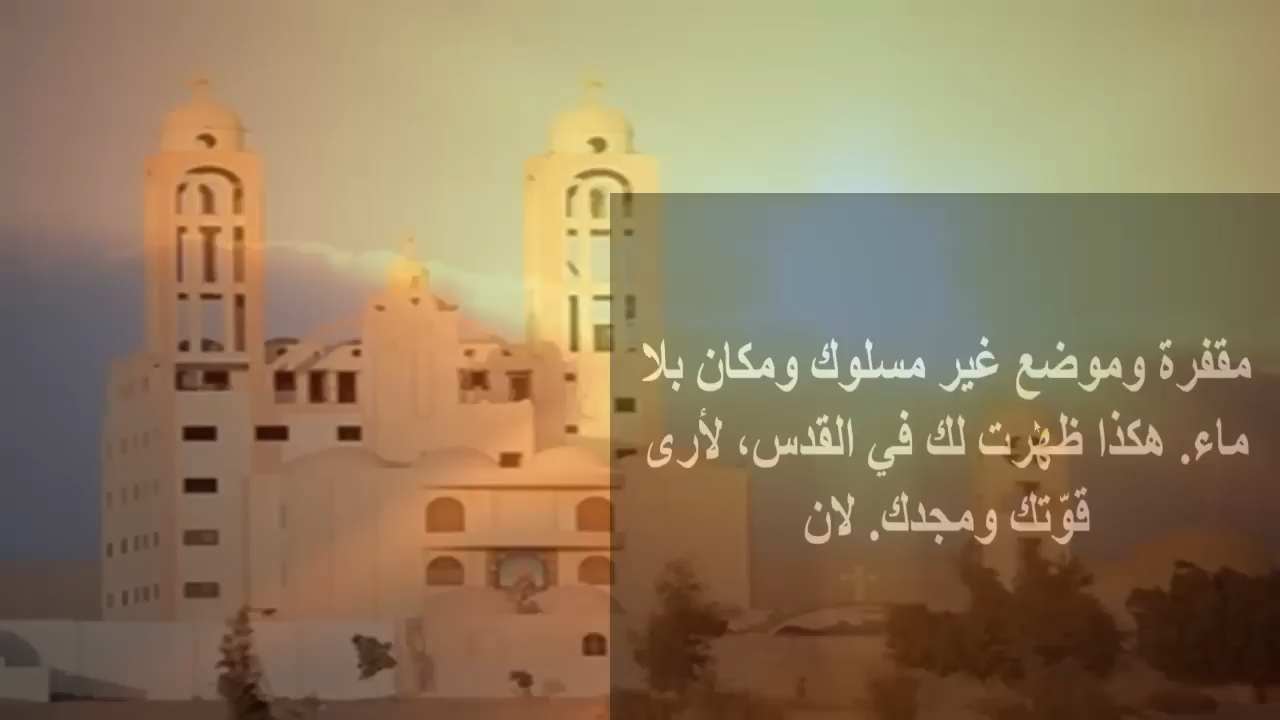 مقفرة وموضع غير مسلوك ومكان بلا
ماء. هكذا ظهرت لك في القدس، لأرى
قوّتك ومجدك. لان